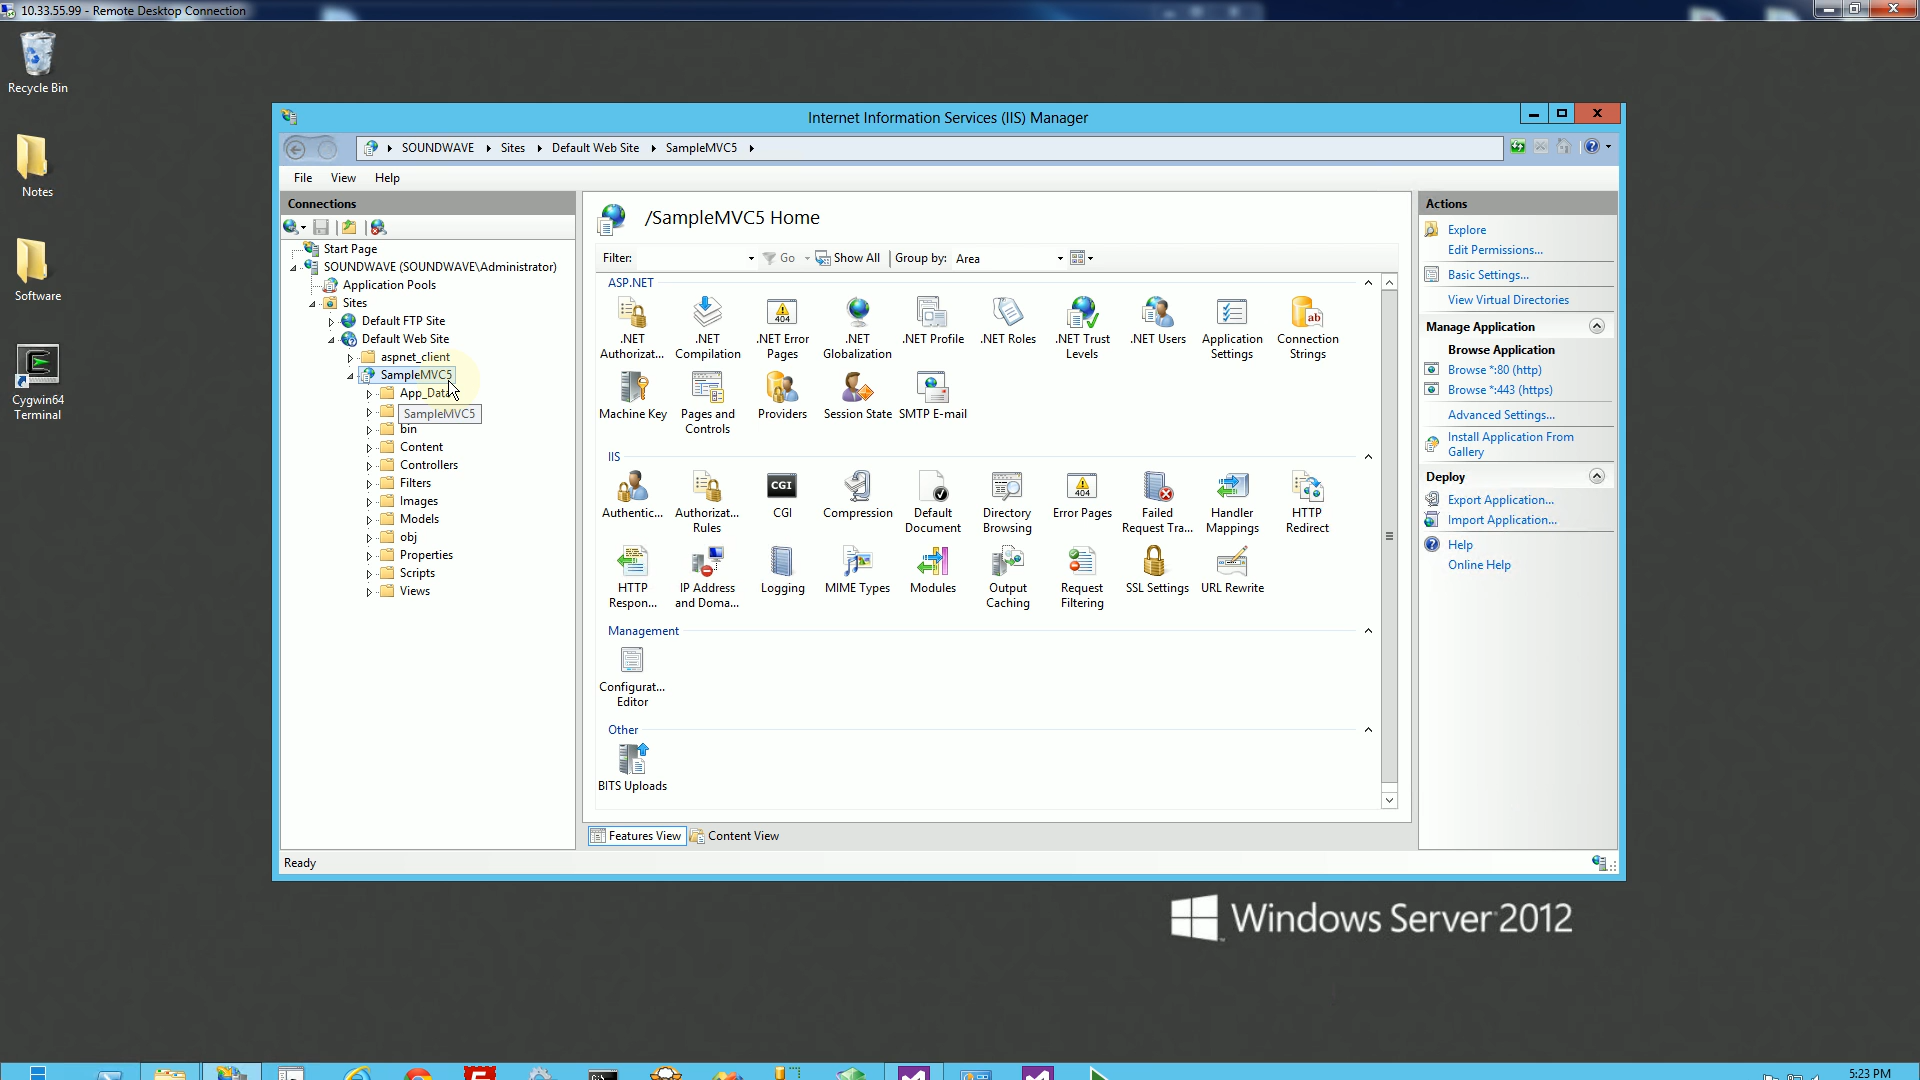 10.33.55.99 - Remote Desktop Connection
Recycle Bin
Notes
Software
Cygwin64
Terminal
Internet Information Services (IIS) Manager
SOUNDWAVE
Sites
Default Web Site
SampleMVC5
File
View
Help
Connections
Start Page
SOUNDWAVE (SOUNDWAVE\Administrator)
Application Pools
Sites
Default FTP Site
Default Web Site
aspnet_client
SampleMVC5
App_Data
SampleMVC5
bin
Content
Controllers
Filters
Images
Models
obj
Properties
Scripts
Views
/SampleMVC5 Home
Filter:
Go
Show All
Group by:
Area
ASP.NET
.NET
Authorizat...
.NET
Compilation
.NET Error
Pages
.NET
Globalization
.NET Profile
.NET Roles
.NET Trust
Levels
.NET Users
Application
Settings
Connection
Strings
Machine Key
Pages and
Controls
Providers
Session State
SMTP E-mail
IIS
Authentic...
Authorizat...
Rules
CGI
CGI
Compression
Default
Document
Directory
Browsing
404
Error Pages
Failed
Request Tra...
Handler
Mappings
HTTP
Redirect
HTTP
Respon...
IP Address
and Doma...
Logging
MIME Types
Modules
Output
Caching
Request
Filtering
SSL Settings
URL Rewrite
Management
Configurat...
Editor
Other
BITS Uploads
Features View
Content View
Actions
Explore
Edit Permissions...
Basic Settings...
View Virtual Directories
Manage Application
Browse Application
Browse *:80 (http)
Browse *:443 (https)
Advanced Settings...
Install Application From
Gallery
Deploy
Export Application...
Import Application...
Help
Online Help
Ready
Windows Server 2012
5:23 PM